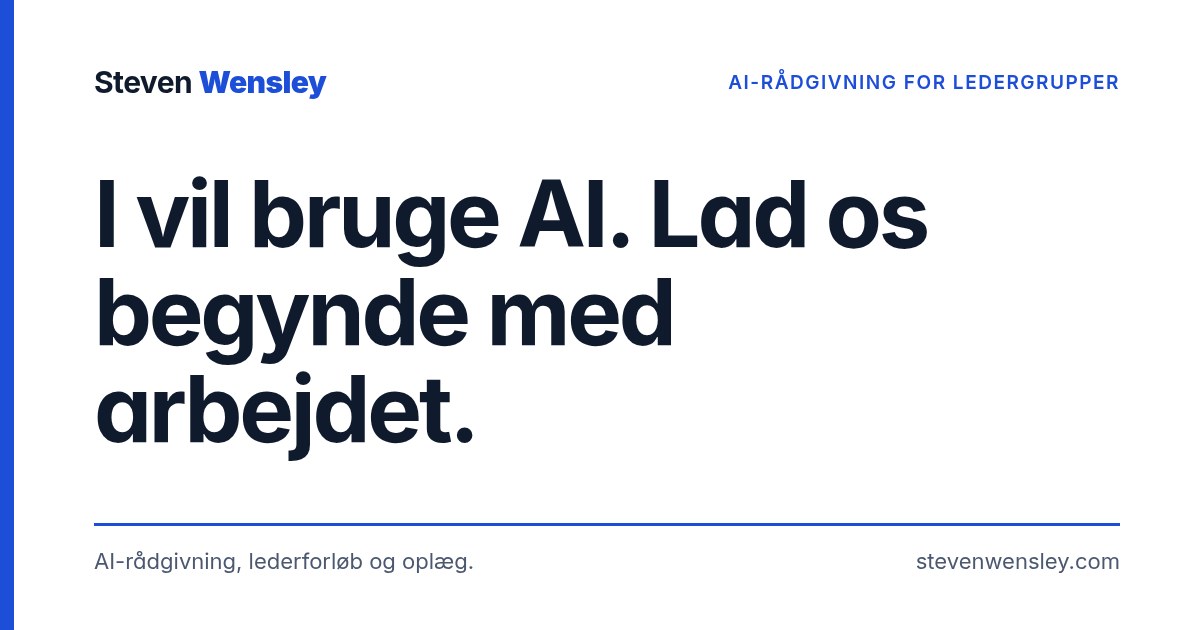 Steven Wensley
AI-RÅDGIVNING FOR LEDERGRUPPER
I vil bruge AI. Lad os
begynde med
arbejdet.
AI-rådgivning, lederforløb og oplæg.
stevenwensley.com